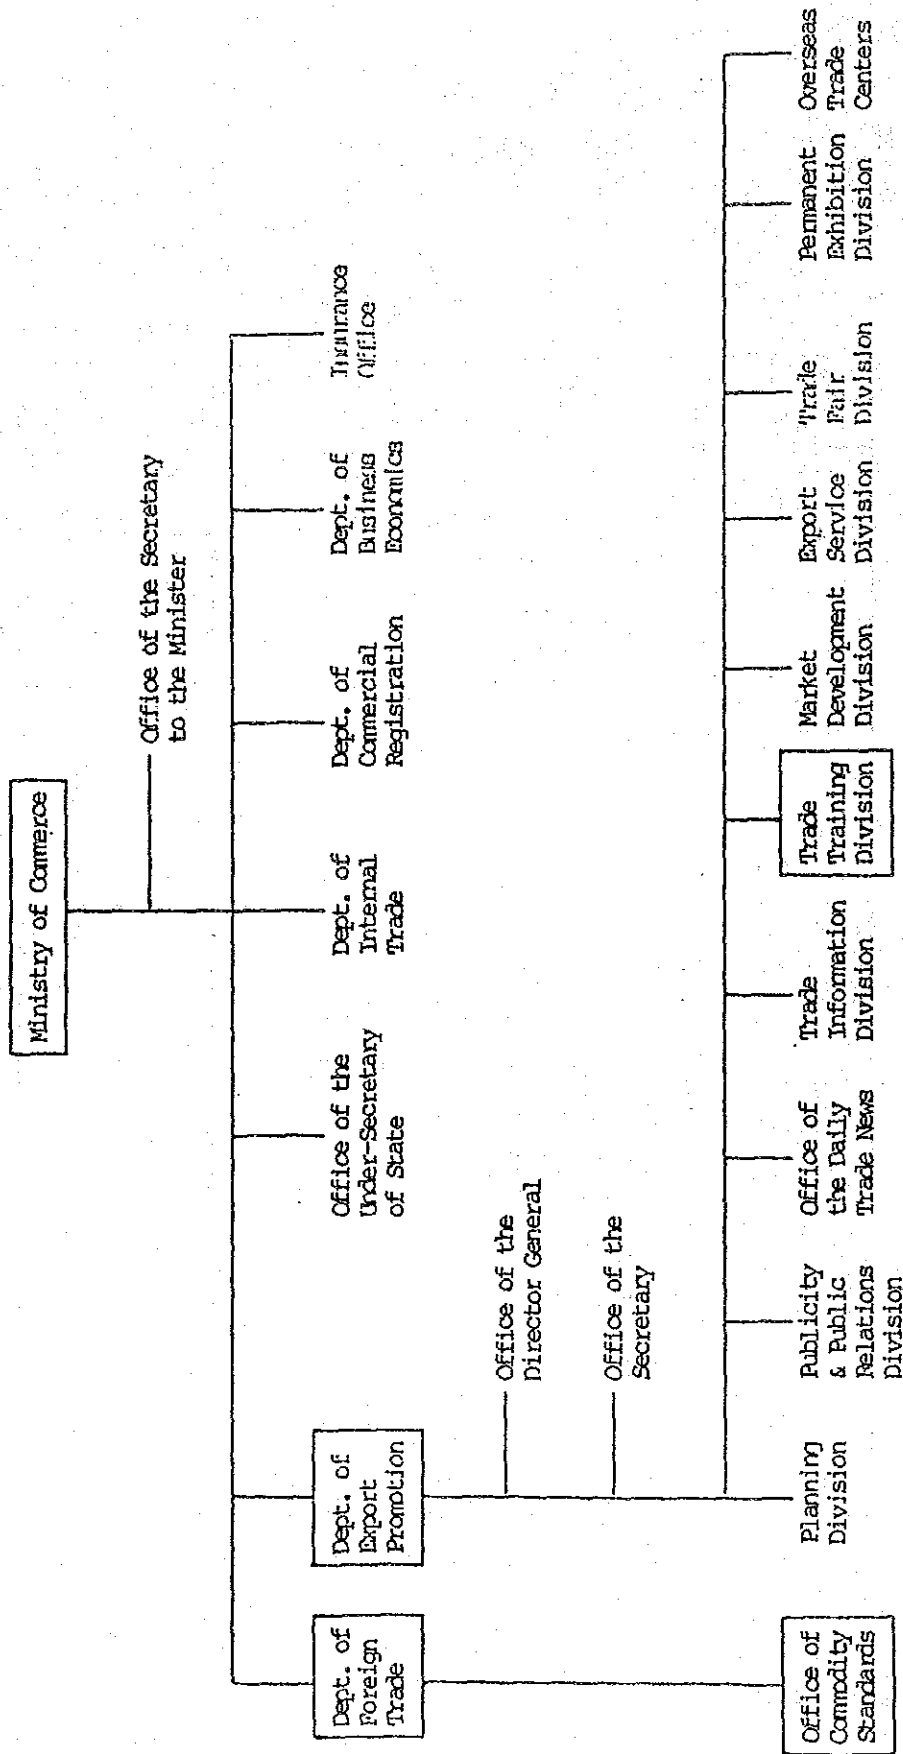 Ministry of Commerce
Office of the Secretary
to the Minister
Dept. of
Foreign
Trade
Dept. of
Export
Promotion
Office of the
Under-Secretary
of State
Dept. of
Internal
Trade
Dept. of
Commercial
Registration
Dept. of
Business
Economics
Insurance
Office
Office of the
Director General
Office of the
Secretary
Office of
Commodity
Standards
Planning
Division
Publicity
& Public
Relations
Division
Office of
the Daily
Trade News
Trade
Information
Division
Trade
Training
Division
Market
Development
Division
Export
Service
Division
Trade
Fair
Division
Permanent
Exhibition
Division
Overseas
Trade
Centers